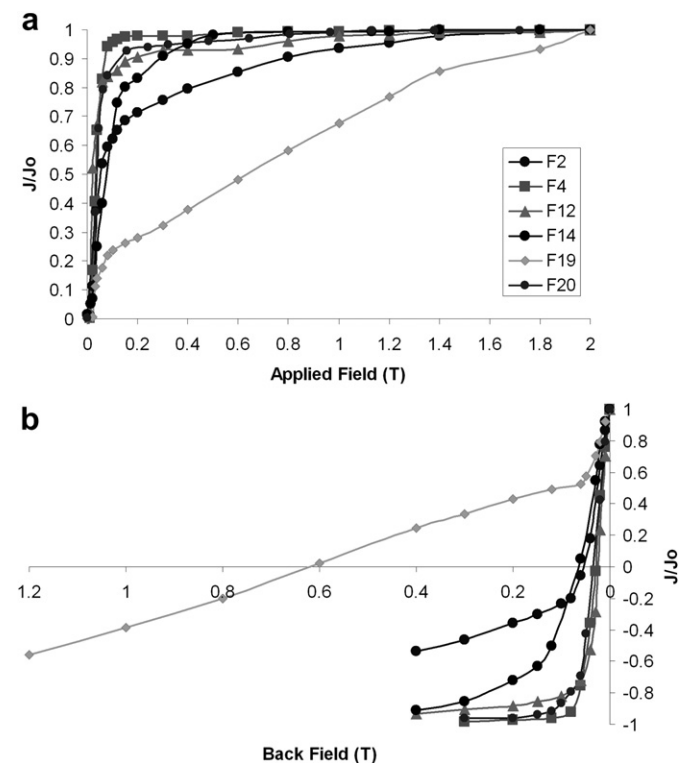 a
1
0.9
0.8
0.7
0.6
0.5
0.4
0.3
0.2
0.1
0
J/Jo
0 0.2 0.4 0.6 0.8 1 1.2 1.4 1.6 1.8 2
Applied Field (T)
F2
F4
F12
F14
F19
F20
b
1
0.8
0.6
0.4
0.2
0
-0.2
-0.4
-0.6
-0.8
-1
J/Jo
1.2 1 0.8 0.6 0.4 0.2 0
Back Field (T)